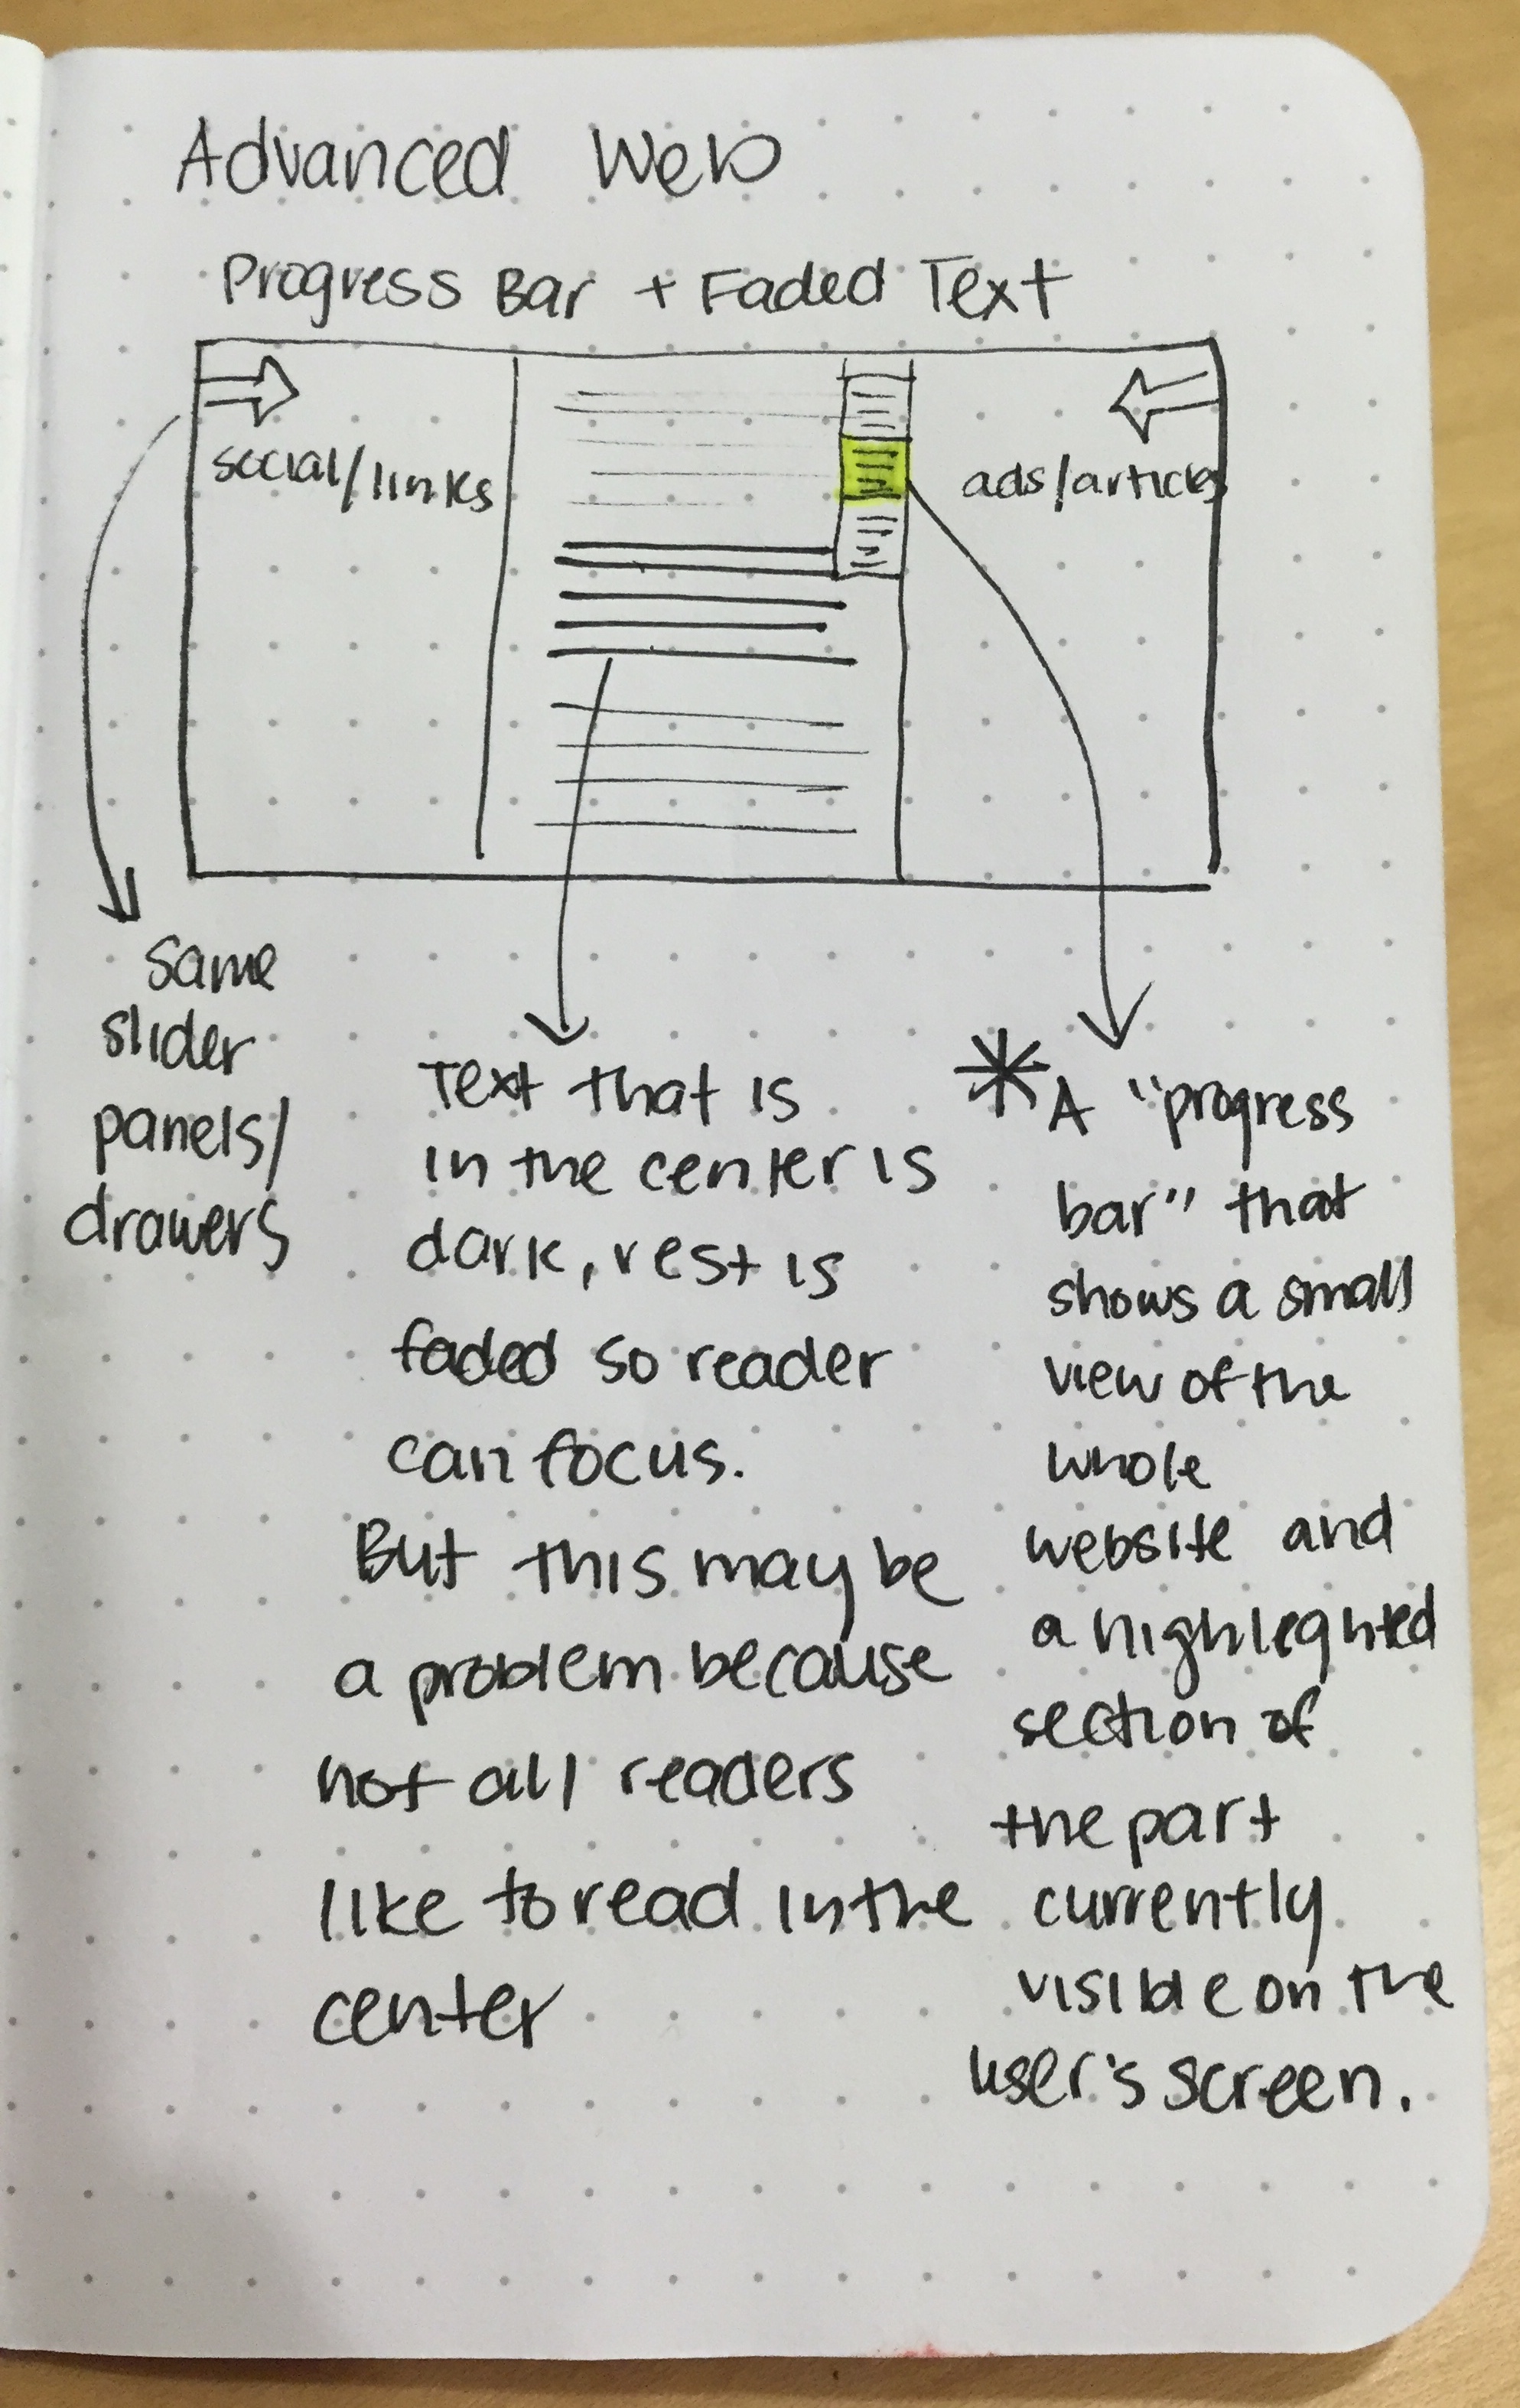 Advanced Web
Progress Bar + Faded Text
social/links
ads/articles
same
slider
panels/
drawers
Text that is
in the center is
dark, rest is
faded so reader
can focus.
But this may be
a problem because
not all readers
like to read in the
center
* A "progress
bar" that
shows a small
view of the
whole
website and
a highleghted
section of
the part
currently
visible on the
user's screen.